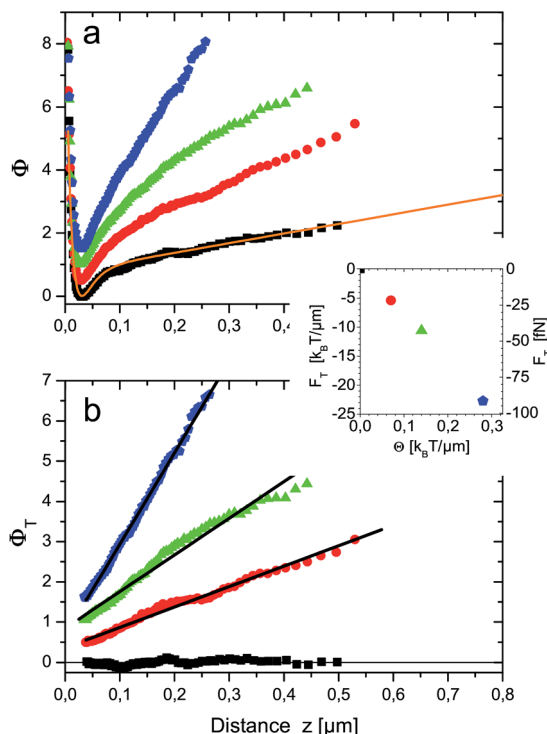 a
8
6
4
2
0
Φ
0,0 0,1 0,2 0,3 0,4
0
-5
-10
-15
-20
-25
F_T [k_BT/µm]
0
-25
-50
-75
-100
F_T [fN]
0,0 0,1 0,2 0,3
Θ [k_BT/µm]
b
7
6
5
4
3
2
1
0
Φ_T
0,0 0,1 0,2 0,3 0,4 0,5 0,6 0,7 0,8
Distance z [µm]